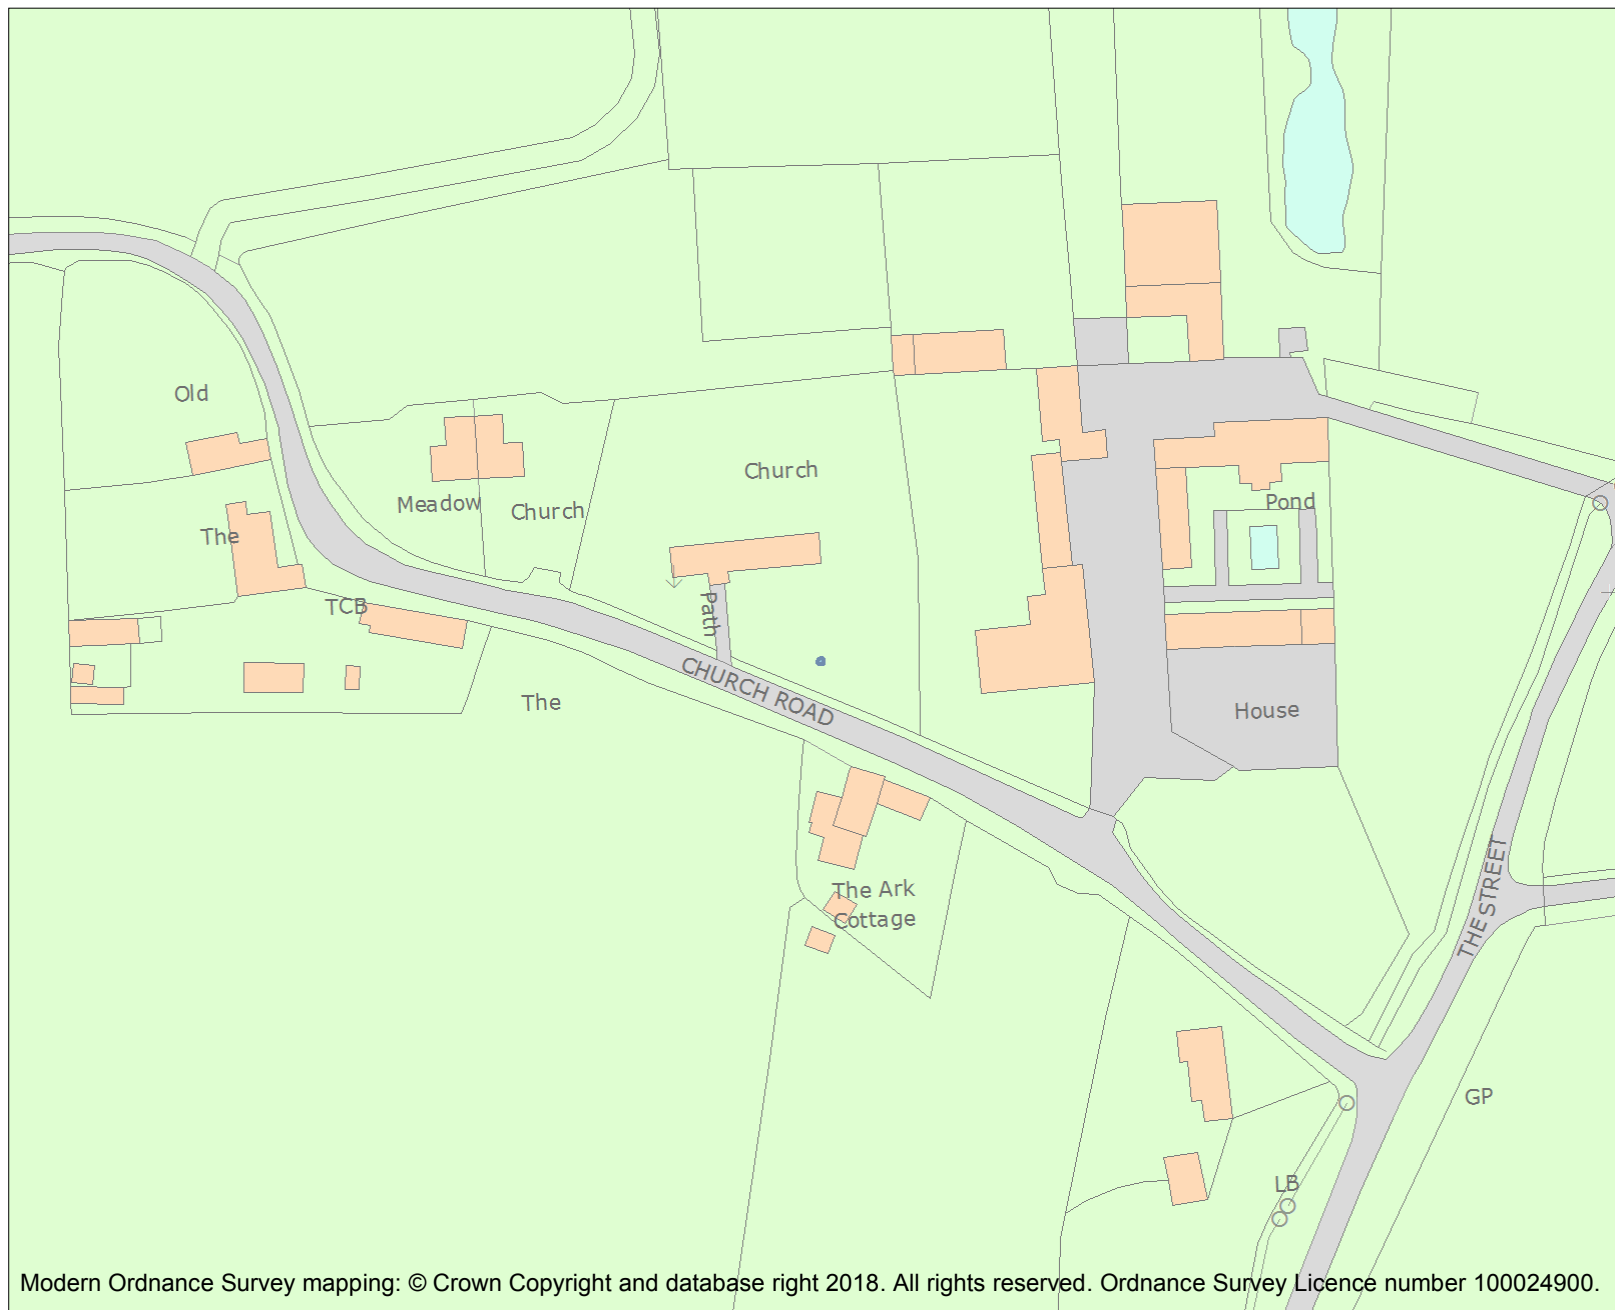 Old
Church
Meadow
Church
Pond
The
TCB
Path
The
CHURCH ROAD
House
The Ark
Cottage
THE STREET
GP
LB
Modern Ordnance Survey mapping: © Crown Copyright and database right 2018. All rights reserved. Ordnance Survey Licence number 100024900.